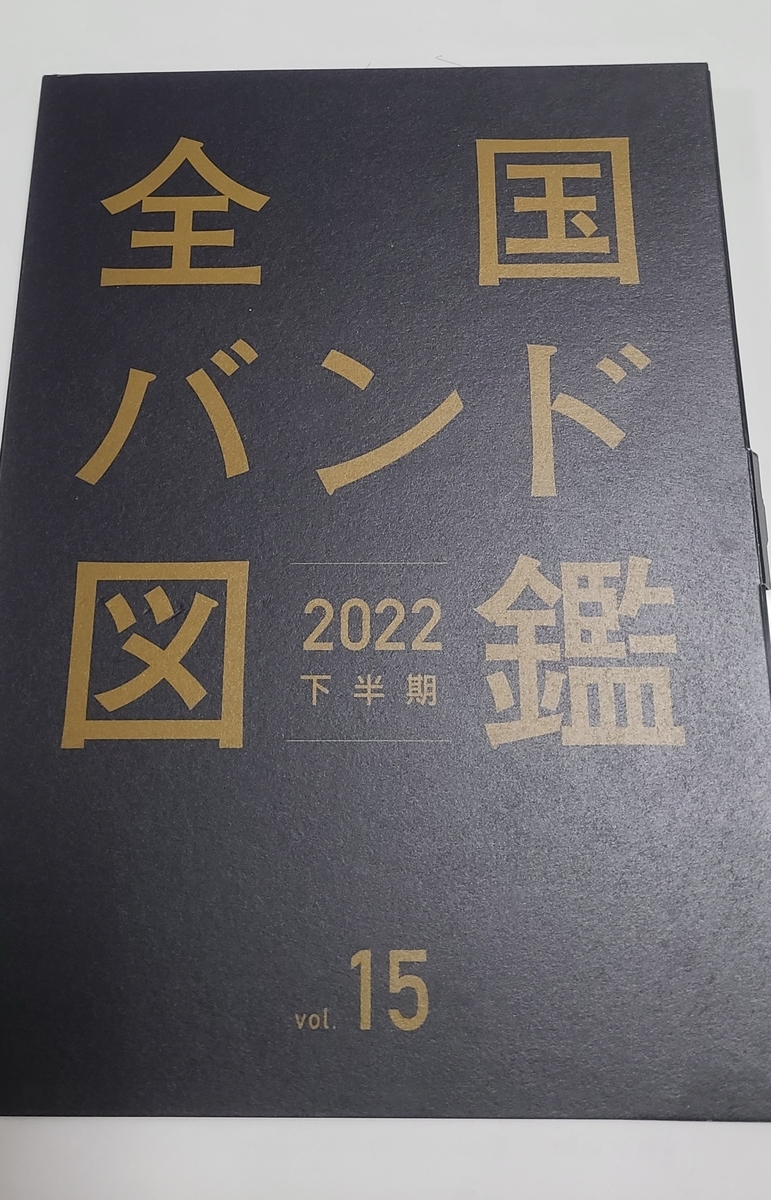 全国
バンド
図鑑
2022
下半期
vol. 15